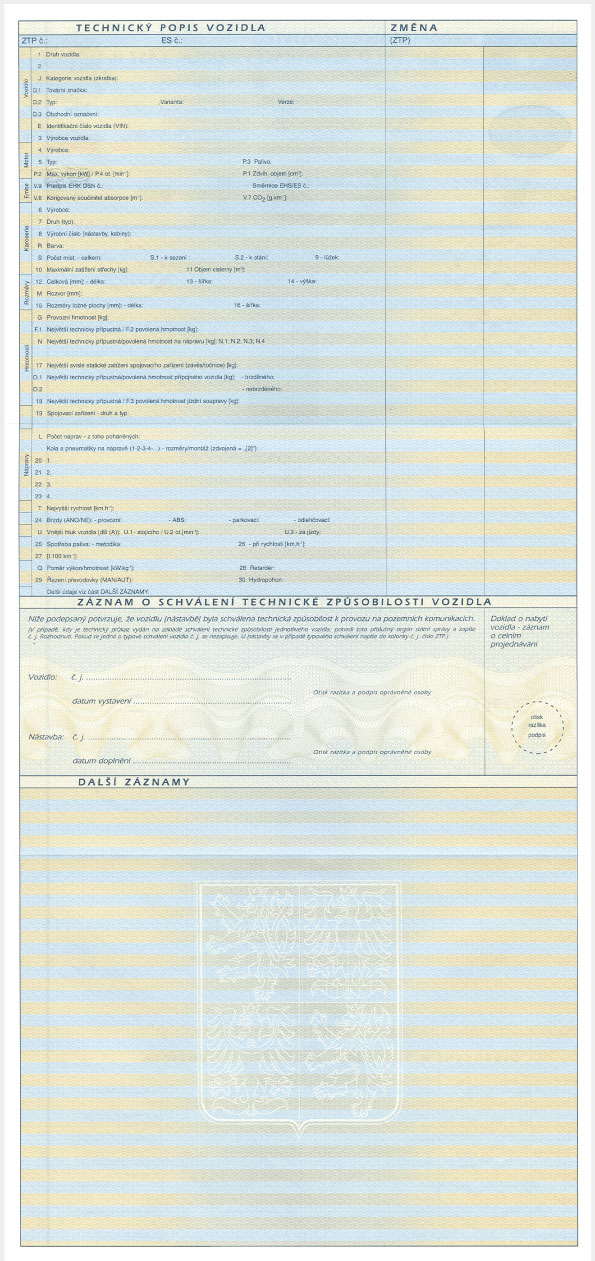 TECHNICKÝ POPIS VOZIDLA ZMĚNA
ZTP č.: ES č.: (ZTP)
Vozidlo
1 Druh vozidla:
2
J Kategorie vozidla (zkratka):
D.1 Tovární značka:
D.2 Typ: Varianta: Verze:
D.3 Obchodní označení:
E Identifikační číslo vozidla (VIN):
3 Výrobce vozidla:
Motor
4 Výrobce:
5 Typ: P.3 Palivo:
P.2 Max. výkon [kW] / P.4 ot. [min⁻¹]: P.1 Zdvih. objem [cm³]:
Emise
V.9 Předpis EHK OSN č.: Směrnice EHS/ES č.:
V.6 Korigovaný součinitel absorpce [m⁻¹]: V.7 CO₂ [g.km⁻¹]:
Karoserie
6 Výrobce:
7 Druh (typ):
8 Výrobní číslo (nástavby, kabiny):
R Barva:
S Počet míst: - celkem: S.1 - k sezení: S.2 - k stání: 9 - lůžek:
10 Maximální zatížení střechy [kg]: 11 Objem cisterny [m³]:
Rozměry
12 Celková [mm]: - délka: 13 - šířka: 14 - výška:
M Rozvor [mm]:
15 Rozměry ložné plochy [mm]: - délka: 16 - šířka:
Hmotnosti
G Provozní hmotnost [kg]:
F.1 Největší technicky přípustná / F.2 povolená hmotnost [kg]:
N Největší technicky přípustná/povolená hmotnost na nápravu [kg]: N.1; N.2; N.3; N.4
17 Největší svislé statické zatížení spojovacího zařízení (závěs/točnice) [kg]:
O.1 Největší technicky přípustná/povolená hmotnost přípojného vozidla [kg]: - brzděného:
O.2 - nebrzděného:
18 Největší technicky přípustná / F.3 povolená hmotnost jízdní soupravy [kg]:
19 Spojovací zařízení - druh a typ:
Nápravy
L Počet náprav - z toho poháněných:
Kola a pneumatiky na nápravě (1-2-3-4-..) - rozměry/montáž (zdvojená = „[2]"):
20 1.
21 2.
22 3.
23 4.
T Nejvyšší rychlost [km.h⁻¹]:
24 Brzdy (ANO/NE): - provozní: - ABS: - parkovací: - odlehčovací:
U Vnější hluk vozidla (dB (A)): U.1 - stojícího / U.2 ot.[min⁻¹]: U.3 - za jízdy:
25 Spotřeba paliva: - metodika: 26 - při rychlosti [km.h⁻¹]:
27 [l.100 km⁻¹]:
Q Poměr výkon/hmotnost [kW.kg⁻¹]: 28 Retardér:
29 Řazení převodovky (MAN/AUT): 30 Hydropohon:
Další údaje viz část DALŠÍ ZÁZNAMY:
ZÁZNAM O SCHVÁLENÍ TECHNICKÉ ZPŮSOBILOSTI VOZIDLA
Níže podepsaný potvrzuje, že vozidlu (nástavbě) byla schválena technická způsobilost k provozu na pozemních komunikacích.
(V případě, kdy je technický průkaz vydán na základě schválení technické způsobilosti jednotlivého vozidla, potvrdí toto příslušný orgán státní správy a zapíše
č. j. Rozhodnutí. Pokud se jedná o typové schválení vozidla č. j. se nezapisuje. U nástavby se v případě typového schválení napíše do kolonky č. j. číslo ZTP.)
Doklad o nabytí
vozidla - záznam
o celním
projednávání
Vozidlo: č. j. ..........
Otisk razítka a podpis oprávněné osoby
datum vystavení ..........
otisk
razítka
podpis
Nástavba: č. j. ..........
Otisk razítka a podpis oprávněné osoby
datum doplnění ..........
DALŠÍ ZÁZNAMY